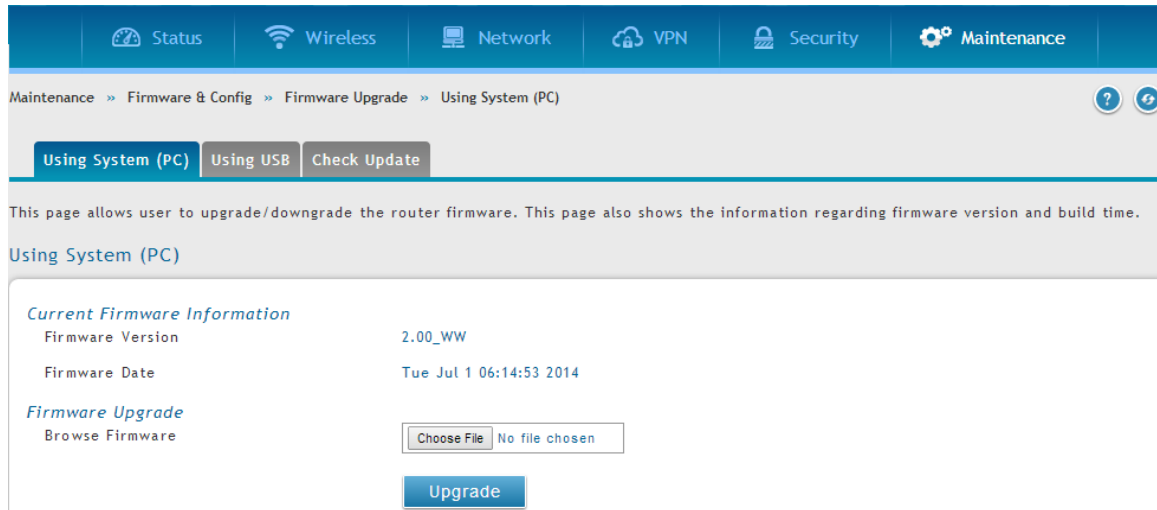 Status Wireless Network VPN Security Maintenance
Maintenance » Firmware & Config » Firmware Upgrade » Using System (PC) ?
Using System (PC) Using USB Check Update
This page allows user to upgrade/downgrade the router firmware. This page also shows the information regarding firmware version and build time.
Using System (PC)
Current Firmware Information
Firmware Version 2.00_WW
Firmware Date Tue Jul 1 06:14:53 2014
Firmware Upgrade
Browse Firmware Choose File No file chosen
Upgrade